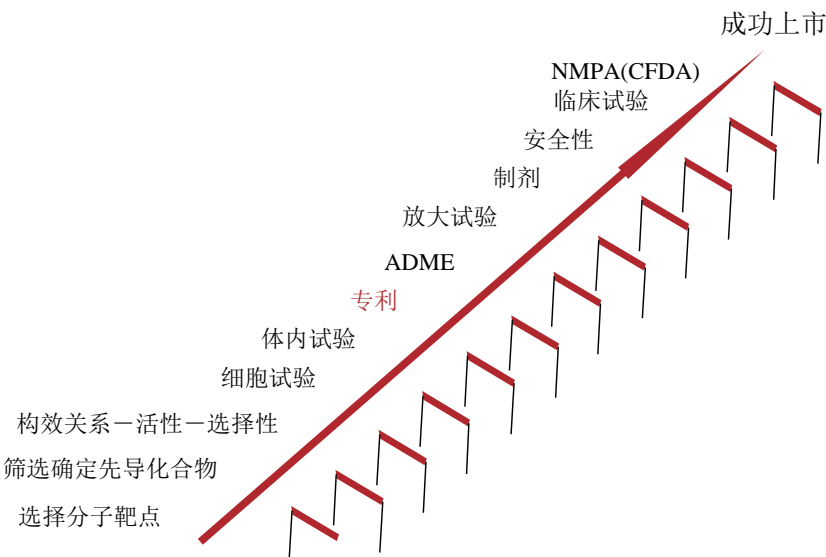 成功上市
NMPA(CFDA)
临床试验
安全性
制剂
放大试验
ADME
专利
体内试验
细胞试验
构效关系－活性－选择性
筛选确定先导化合物
选择分子靶点